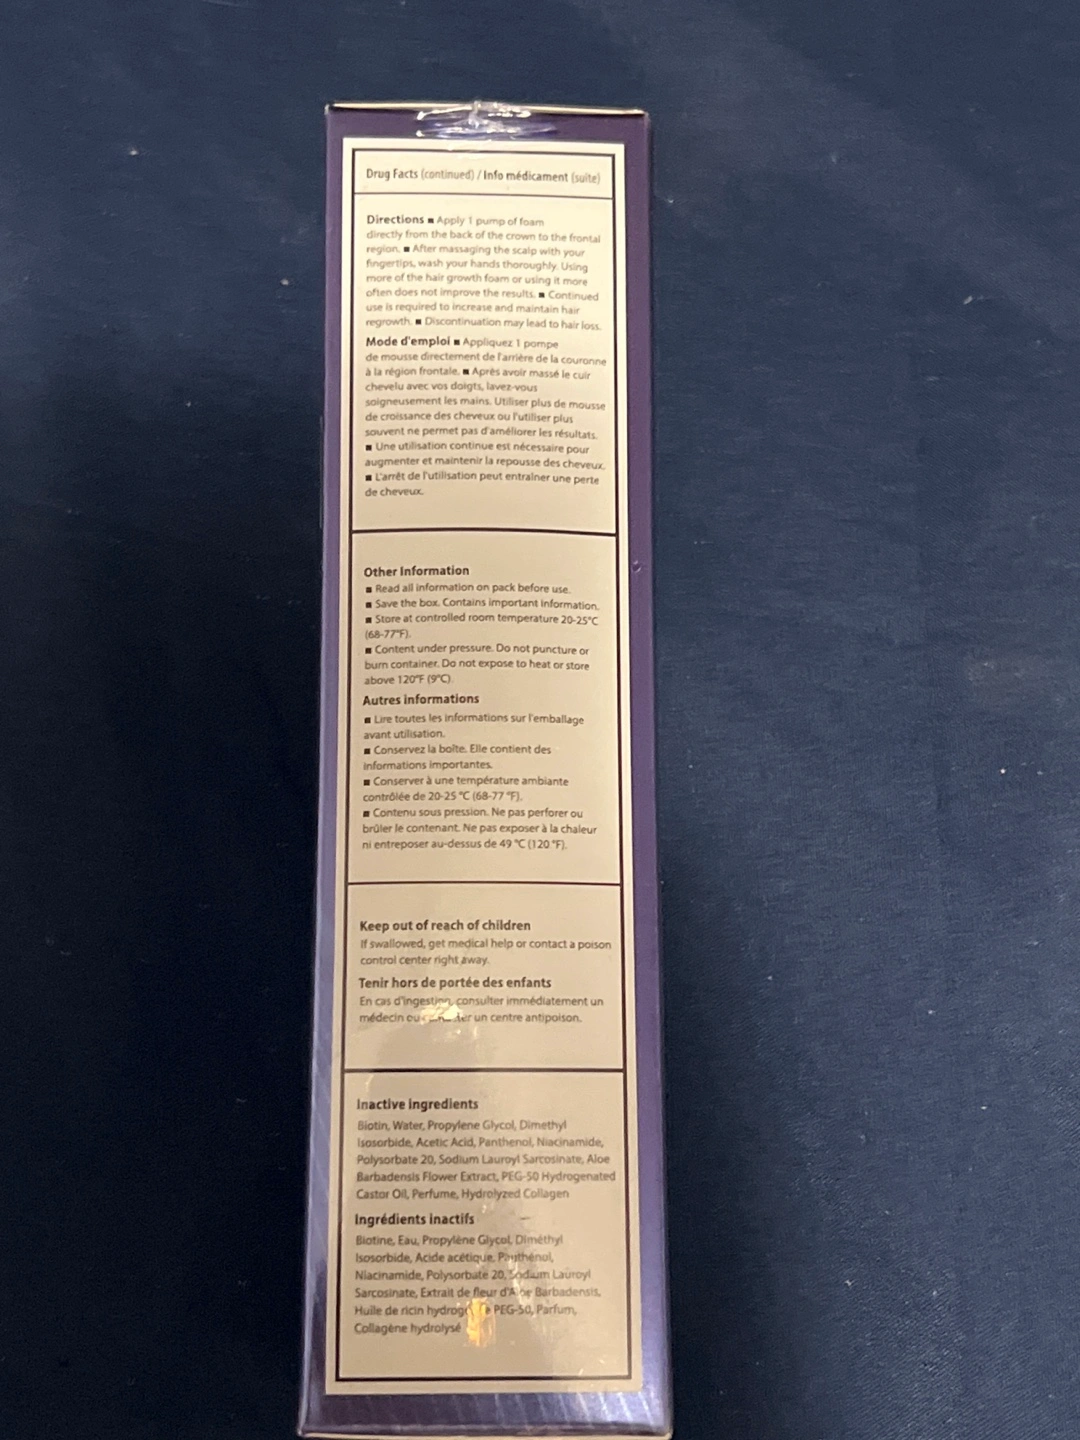 Drug Facts (continued) / Info médicament (suite)
Directions ■ Apply 1 pump of foam
directly from the back of the crown to the frontal
region. ■ After massaging the scalp with your
fingertips, wash your hands thoroughly. Using
more of the hair growth foam or using it more
often does not improve the results. ■ Continued
use is required to increase and maintain hair
regrowth. ■ Discontinuation may lead to hair loss.
Mode d'emploi ■ Appliquez 1 pompe
de mousse directement de l'arrière de la couronne
à la région frontale. ■ Après avoir massé le cuir
chevelu avec vos doigts, lavez-vous
soigneusement les mains. Utiliser plus de mousse
de croissance des cheveux ou l'utiliser plus
souvent ne permet pas d'améliorer les résultats.
■ Une utilisation continue est nécessaire pour
augmenter et maintenir la repousse des cheveux.
■ L'arrêt de l'utilisation peut entraîner une perte
de cheveux.
Other Information
■ Read all information on pack before use.
■ Save the box. Contains important information.
■ Store at controlled room temperature 20-25°C
(68-77°F).
■ Content under pressure. Do not puncture or
burn container. Do not expose to heat or store
above 120°F (9°C)
Autres informations
■ Lire toutes les informations sur l'emballage
avant utilisation.
■ Conservez la boîte. Elle contient des
informations importantes.
■ Conserver à une température ambiante
contrôlée de 20-25 °C (68-77 °F).
■ Contenu sous pression. Ne pas perforer ou
brûler le contenant. Ne pas exposer à la chaleur
ni entreposer au-dessus de 49 °C (120 °F).
Keep out of reach of children
If swallowed, get medical help or contact a poison
control center right away.
Tenir hors de portée des enfants
En cas d'ingestion, consulter immédiatement un
médecin ou un centre antipoison.
Inactive ingredients
Biotin, Water, Propylene Glycol, Dimethyl
Isosorbide, Acetic Acid, Panthenol, Niacinamide,
Polysorbate 20, Sodium Lauroyl Sarcosinate, Aloe
Barbadensis Flower Extract, PEG-50 Hydrogenated
Castor Oil, Perfume, Hydrolyzed Collagen
Ingrédients inactifs
Biotine, Eau, Propylène Glycol, Diméthyl
Isosorbide, Acide acétique, Panthénol,
Niacinamide, Polysorbate 20, Sodium Lauroyl
Sarcosinate, Extrait de fleur d'Aloe Barbadensis,
Huile de ricin PEG-50, Parfum,
Collagène hydrolysé